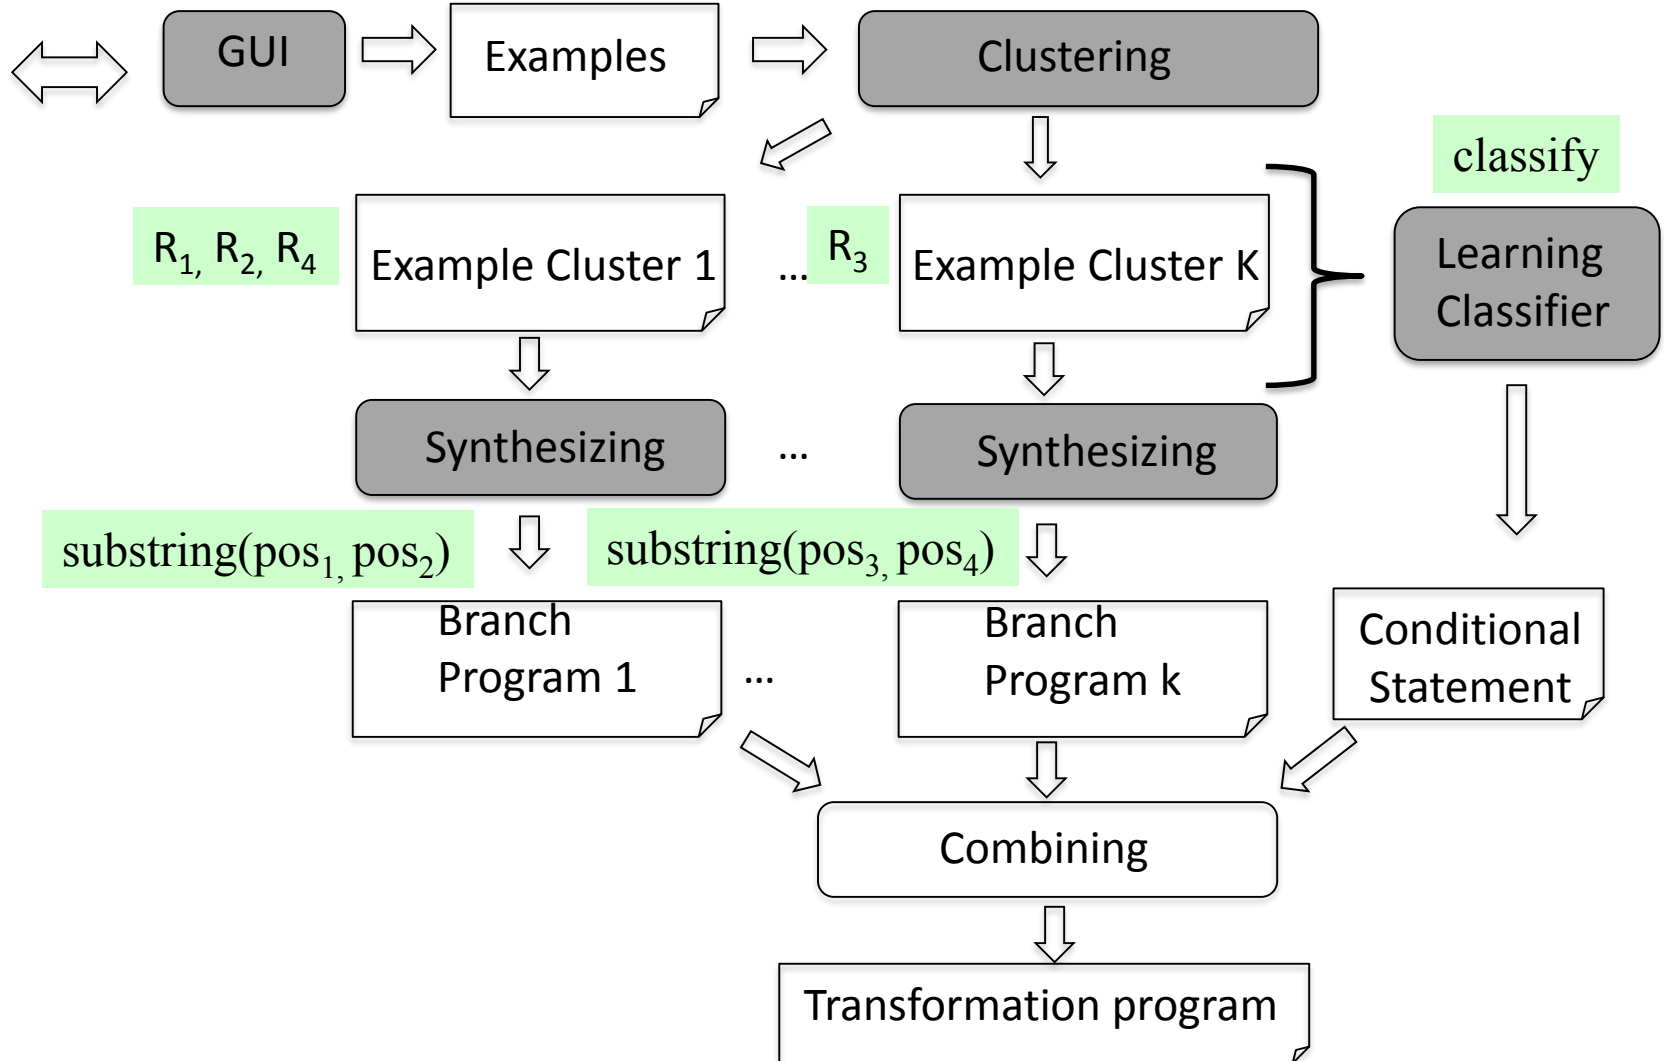 GUI
Examples
Clustering
classify
R1, R2, R4
Example Cluster 1
...
R3
Example Cluster K
Learning
Classifier
Synthesizing
...
Synthesizing
substring(pos1, pos2)
substring(pos3, pos4)
Branch
Program 1
...
Branch
Program k
Conditional
Statement
Combining
Transformation program